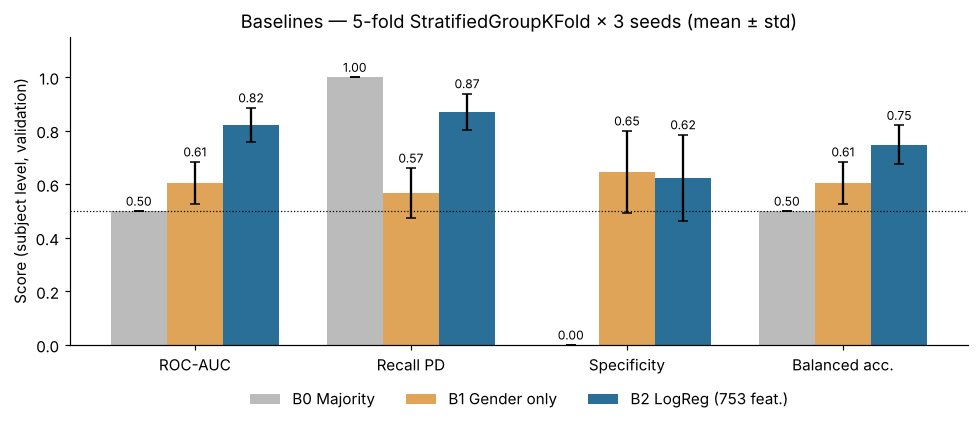 Baselines — 5-fold StratifiedGroupKFold × 3 seeds (mean ± std)
Score (subject level, validation)
1.0
0.8
0.6
0.4
0.2
0.0
0.50
0.61
0.82
1.00
0.57
0.87
0.00
0.65
0.62
0.50
0.61
0.75
ROC-AUC
Recall PD
Specificity
Balanced acc.
B0 Majority
B1 Gender only
B2 LogReg (753 feat.)